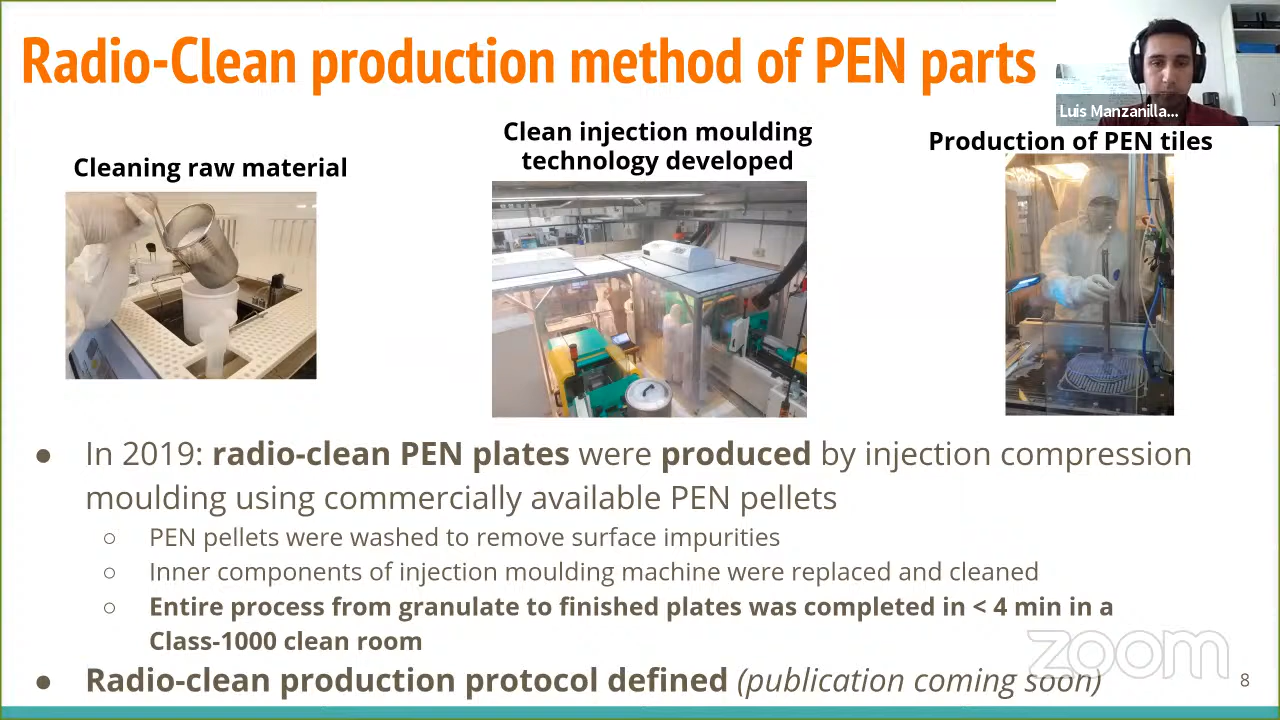 Radio-Clean production method of PEN parts
Luis Manzanilla...
Cleaning raw material
Clean injection moulding
technology developed
Production of PEN tiles
● In 2019: radio-clean PEN plates were produced by injection compression
moulding using commercially available PEN pellets
○ PEN pellets were washed to remove surface impurities
○ Inner components of injection moulding machine were replaced and cleaned
○ Entire process from granulate to finished plates was completed in < 4 min in a
Class-1000 clean room
● Radio-clean production protocol defined (publication coming soon)
zoom
8